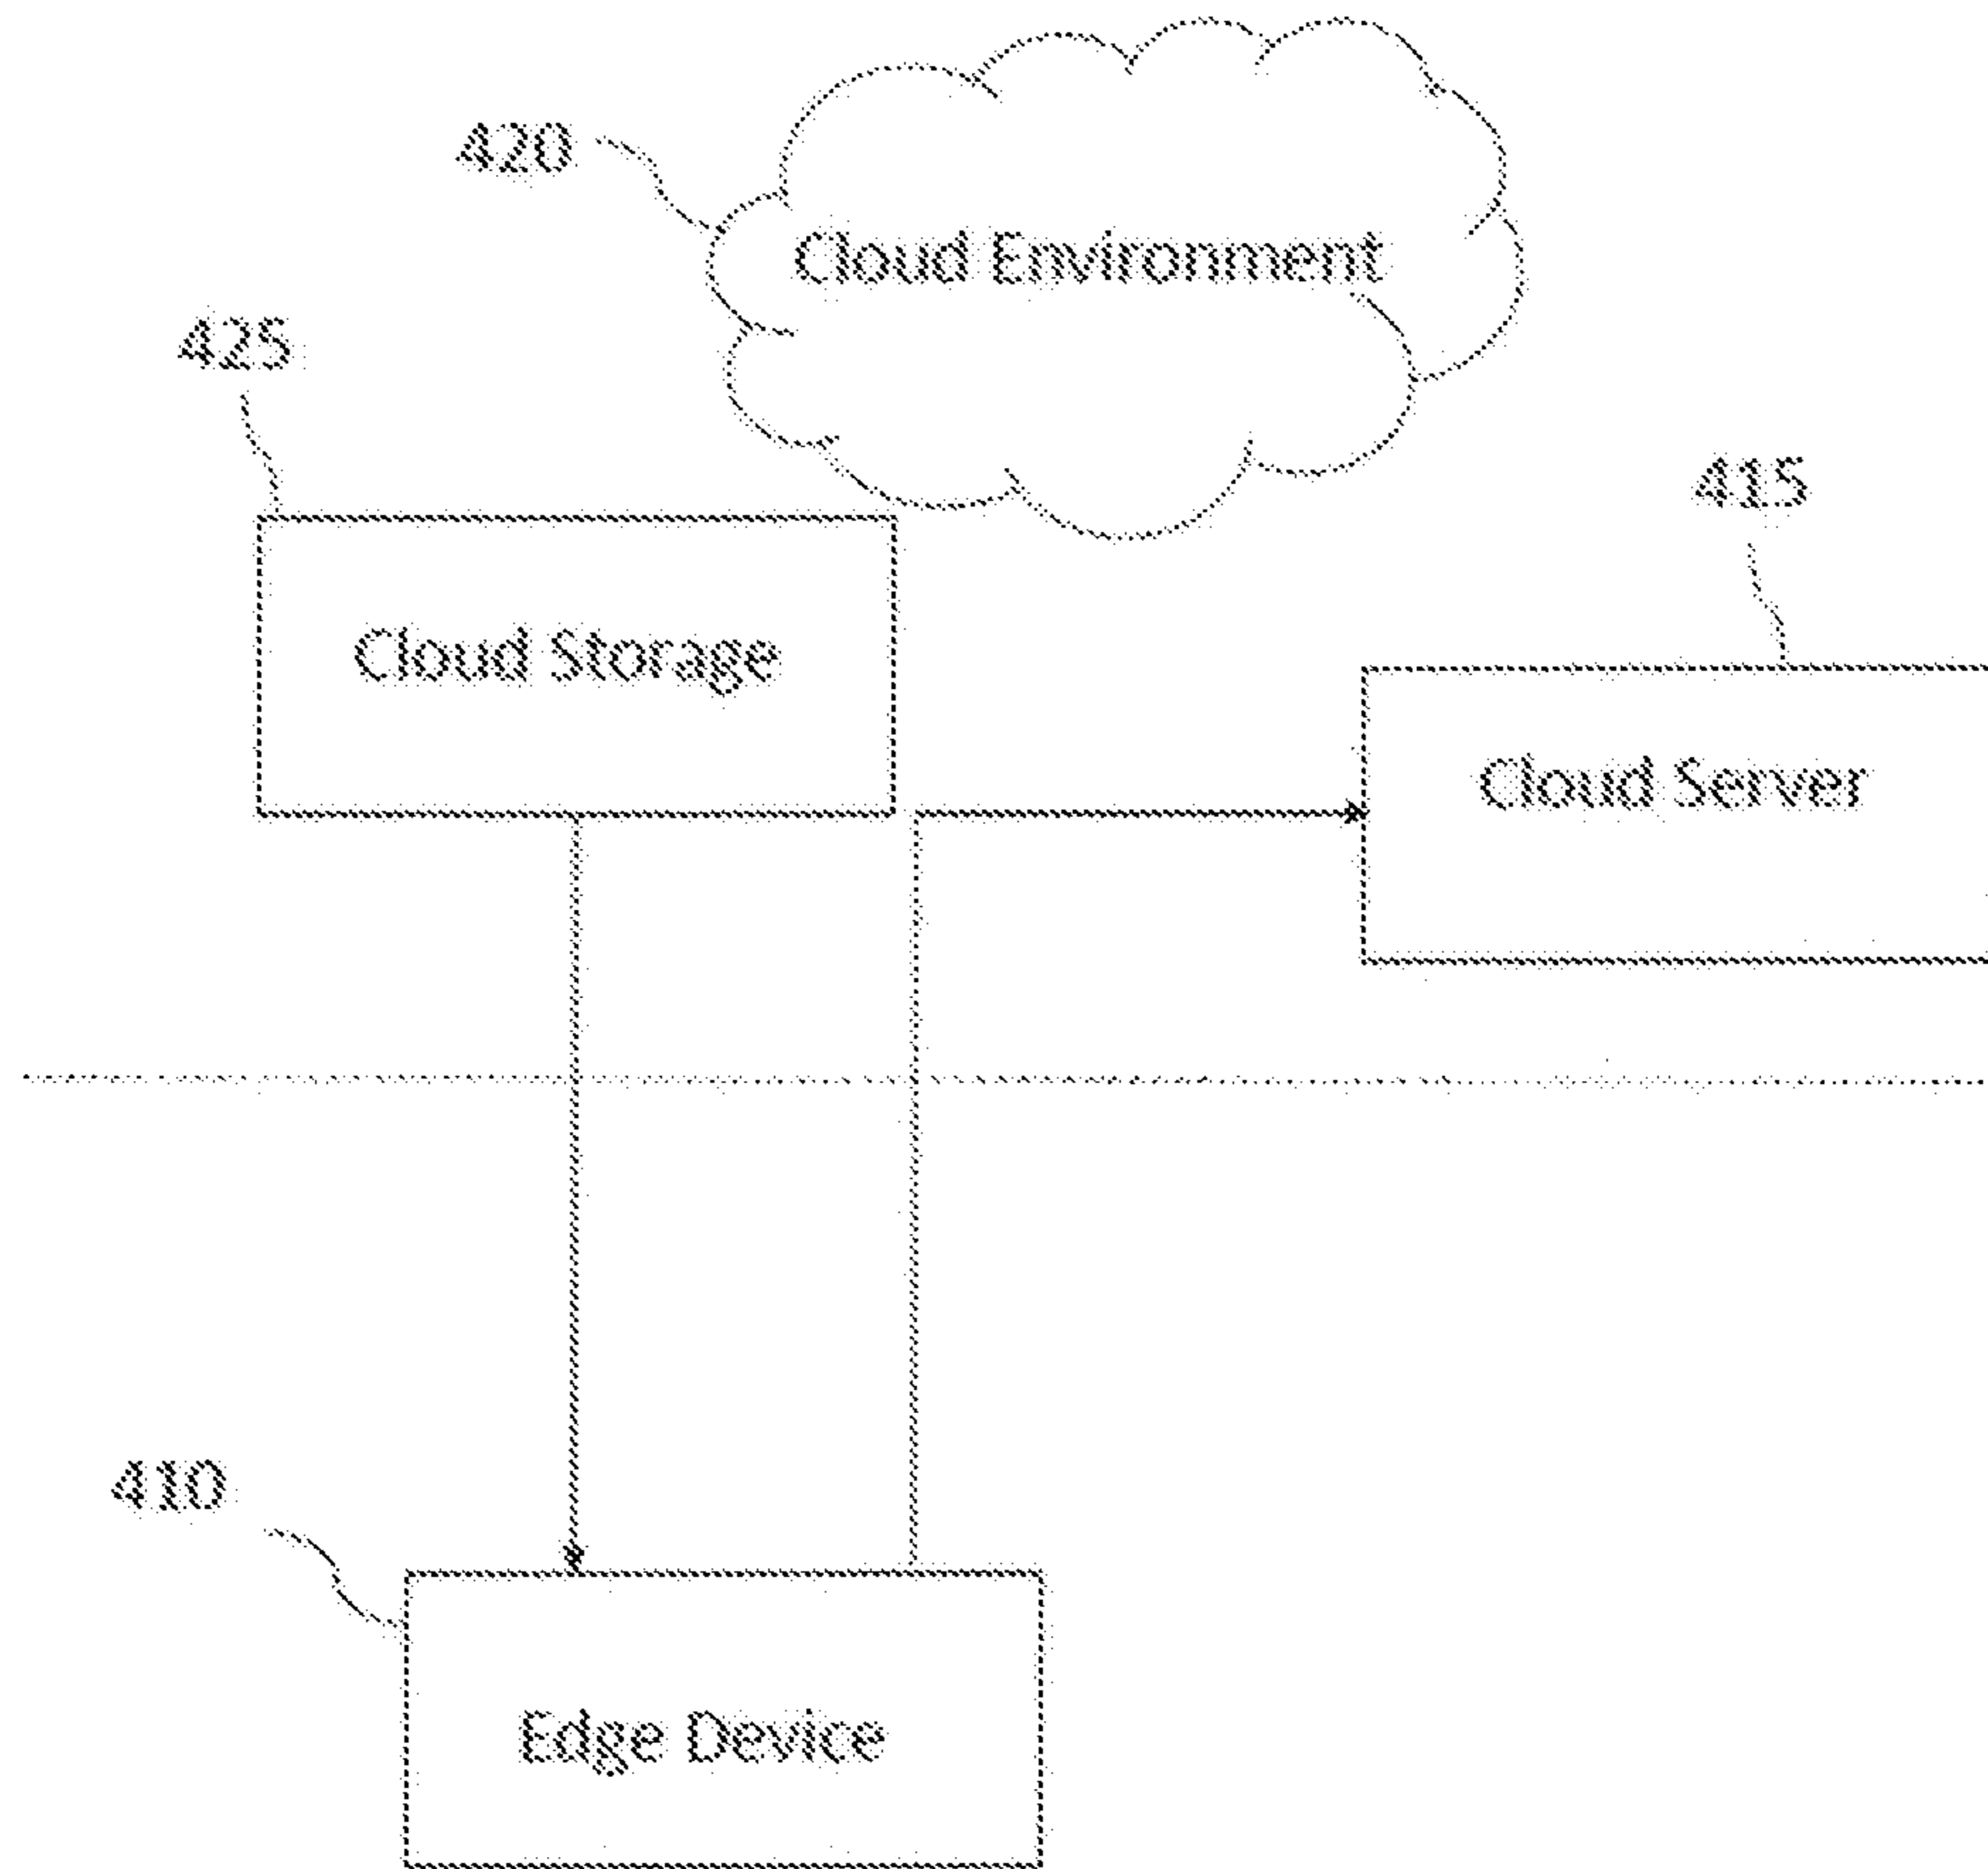 420
Cloud Environment
425
415
Cloud Storage
Cloud Server
410
Edge Device